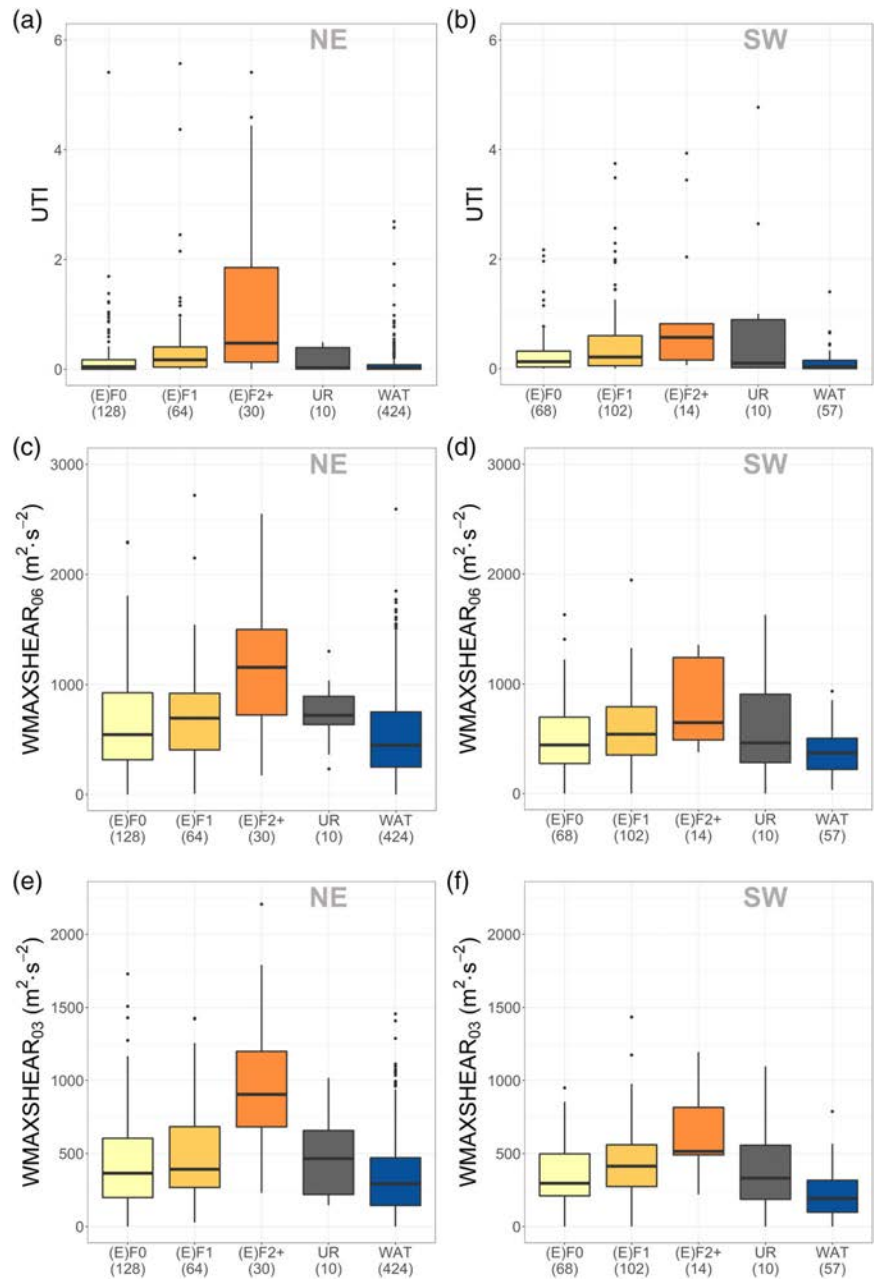 (a)
NE
UTI
6
4
2
0
(E)F0 (E)F1 (E)F2+ UR WAT
(128) (64) (30) (10) (424)
(b)
SW
UTI
6
4
2
0
(E)F0 (E)F1 (E)F2+ UR WAT
(68) (102) (14) (10) (57)
(c)
NE
WMAXSHEAR₀₆ (m²·s⁻²)
3000
2000
1000
0
(E)F0 (E)F1 (E)F2+ UR WAT
(128) (64) (30) (10) (424)
(d)
SW
WMAXSHEAR₀₆ (m²·s⁻²)
3000
2000
1000
0
(E)F0 (E)F1 (E)F2+ UR WAT
(68) (102) (14) (10) (57)
(e)
NE
WMAXSHEAR₀₃ (m²·s⁻²)
2000
1500
1000
500
0
(E)F0 (E)F1 (E)F2+ UR WAT
(128) (64) (30) (10) (424)
(f)
SW
WMAXSHEAR₀₃ (m²·s⁻²)
2000
1500
1000
500
0
(E)F0 (E)F1 (E)F2+ UR WAT
(68) (102) (14) (10) (57)